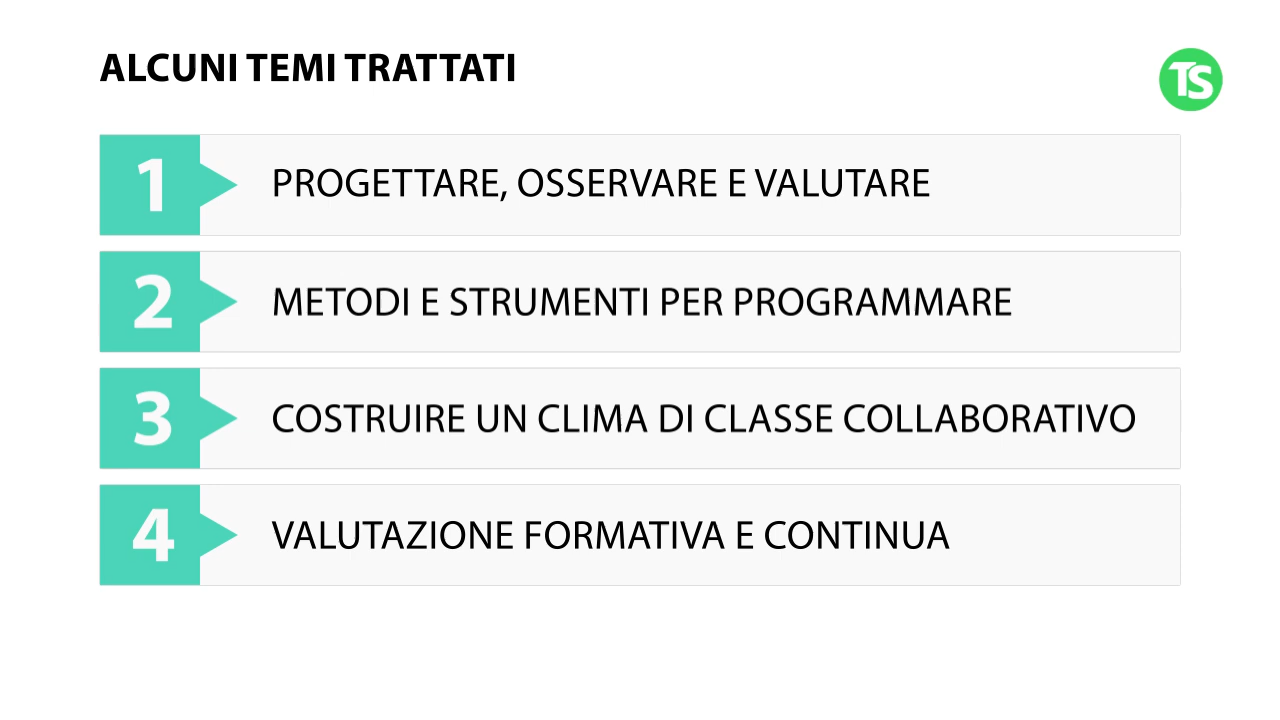 ALCUNI TEMI TRATTATI
TS
1 PROGETTARE, OSSERVARE E VALUTARE
2 METODI E STRUMENTI PER PROGRAMMARE
3 COSTRUIRE UN CLIMA DI CLASSE COLLABORATIVO
4 VALUTAZIONE FORMATIVA E CONTINUA